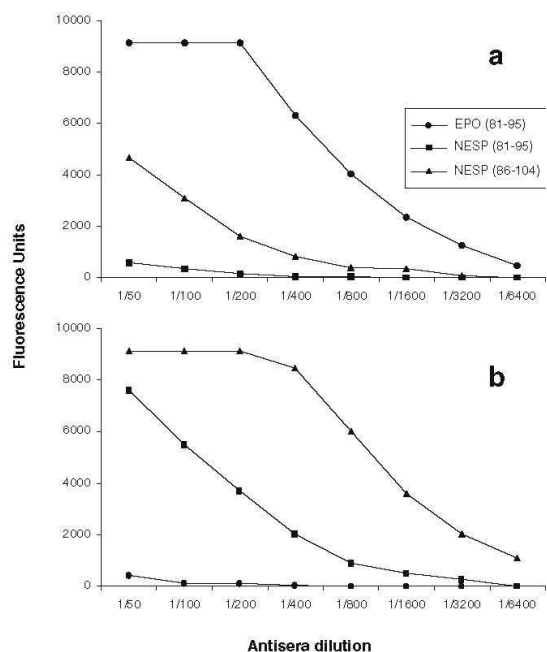 a
10000
8000
6000
4000
2000
0
EPO (81-95)
NESP (81-95)
NESP (86-104)
1/50 1/100 1/200 1/400 1/800 1/1600 1/3200 1/6400
Fluorescence Units
b
10000
8000
6000
4000
2000
0
1/50 1/100 1/200 1/400 1/800 1/1600 1/3200 1/6400
Antisera dilution